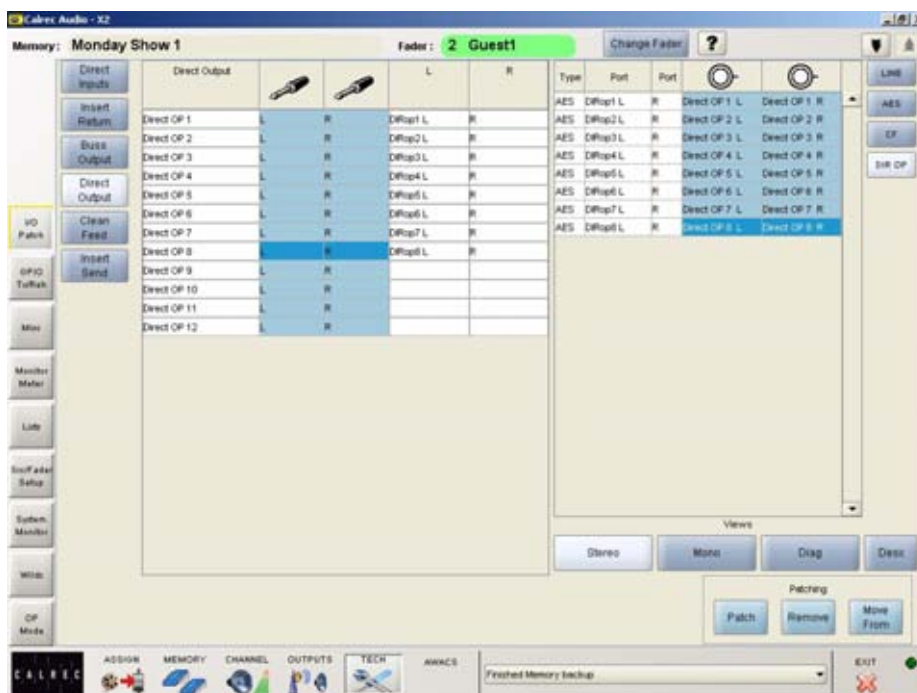 Calrec Audio - X2
Memory: Monday Show 1 Fader: 2 Guest1 Change Fader ?
Direct Inputs
Insert Return
Buss Output
Direct Output
Clean Feed
Insert Send
I/O Patch
GPIO
Misc
Monitor Meter
Lists
Setup
System Monitor
Wilds
OP Mode
Direct Output L R
Direct OP 1 L R DIRop1 L R
Direct OP 2 L R DIRop2 L R
Direct OP 3 L R DIRop3 L R
Direct OP 4 L R DIRop4 L R
Direct OP 5 L R DIRop5 L R
Direct OP 6 L R DIRop6 L R
Direct OP 7 L R DIRop7 L R
Direct OP 8 L R DIRop8 L R
Direct OP 9 L R
Direct OP 10 L R
Direct OP 11 L R
Direct OP 12 L R
Type Port Port
AES DIRop1 L R Direct OP 1 L Direct OP 1 R
AES DIRop2 L R Direct OP 2 L Direct OP 2 R
AES DIRop3 L R Direct OP 3 L Direct OP 3 R
AES DIRop4 L R Direct OP 4 L Direct OP 4 R
AES DIRop5 L R Direct OP 5 L Direct OP 5 R
AES DIRop6 L R Direct OP 6 L Direct OP 6 R
AES DIRop7 L R Direct OP 7 L Direct OP 7 R
AES DIRop8 L R Direct OP 8 L Direct OP 8 R
LINE
AES
CF
DIR OP
Views
Stereo Mono Diag Desc
Patching
Patch Remove Move From
CALREC ASSIGN MEMORY CHANNEL OUTPUTS TECH AWACS Finished Memory backup EXIT